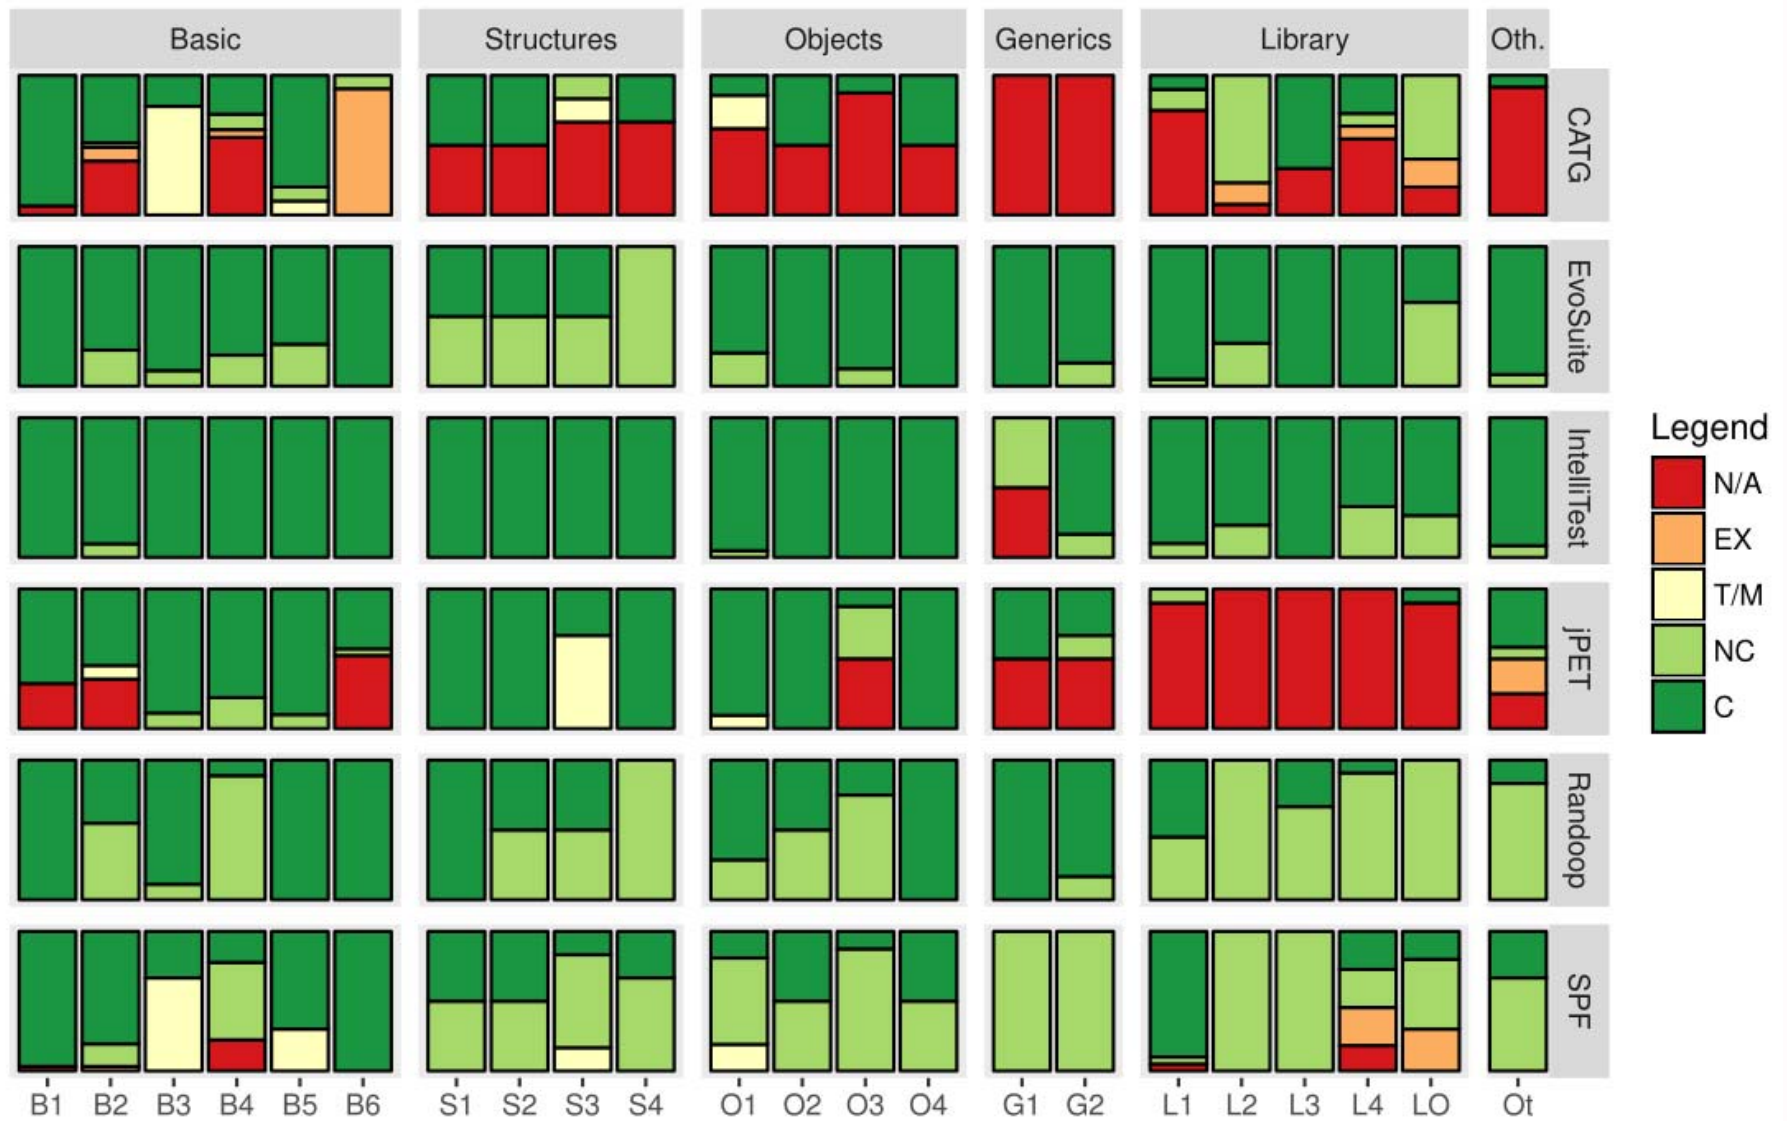 Basic Structures Objects Generics Library Oth.
CATG
EvoSuite
IntelliTest
jPET
Randoop
SPF
B1 B2 B3 B4 B5 B6 S1 S2 S3 S4 O1 O2 O3 O4 G1 G2 L1 L2 L3 L4 LO Ot
Legend
N/A
EX
T/M
NC
C